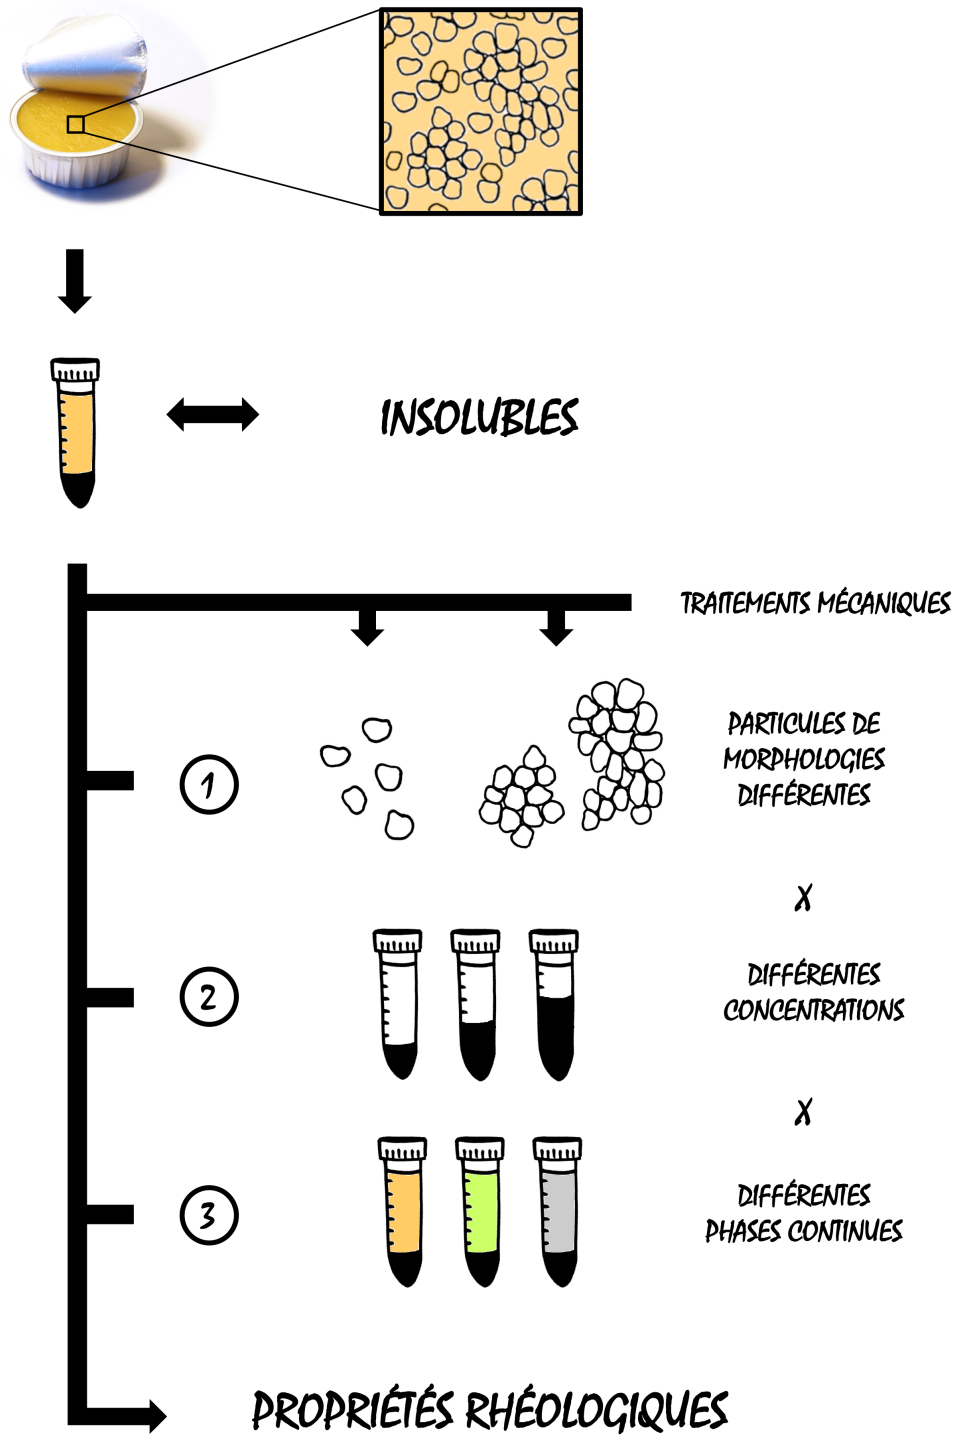 INSOLUBLES
TRAITEMENTS MÉCANIQUES
1
PARTICULES DE
MORPHOLOGIES
DIFFÉRENTES
X
2
DIFFÉRENTES
CONCENTRATIONS
X
3
DIFFÉRENTES
PHASES CONTINUES
PROPRIÉTÉS RHÉOLOGIQUES